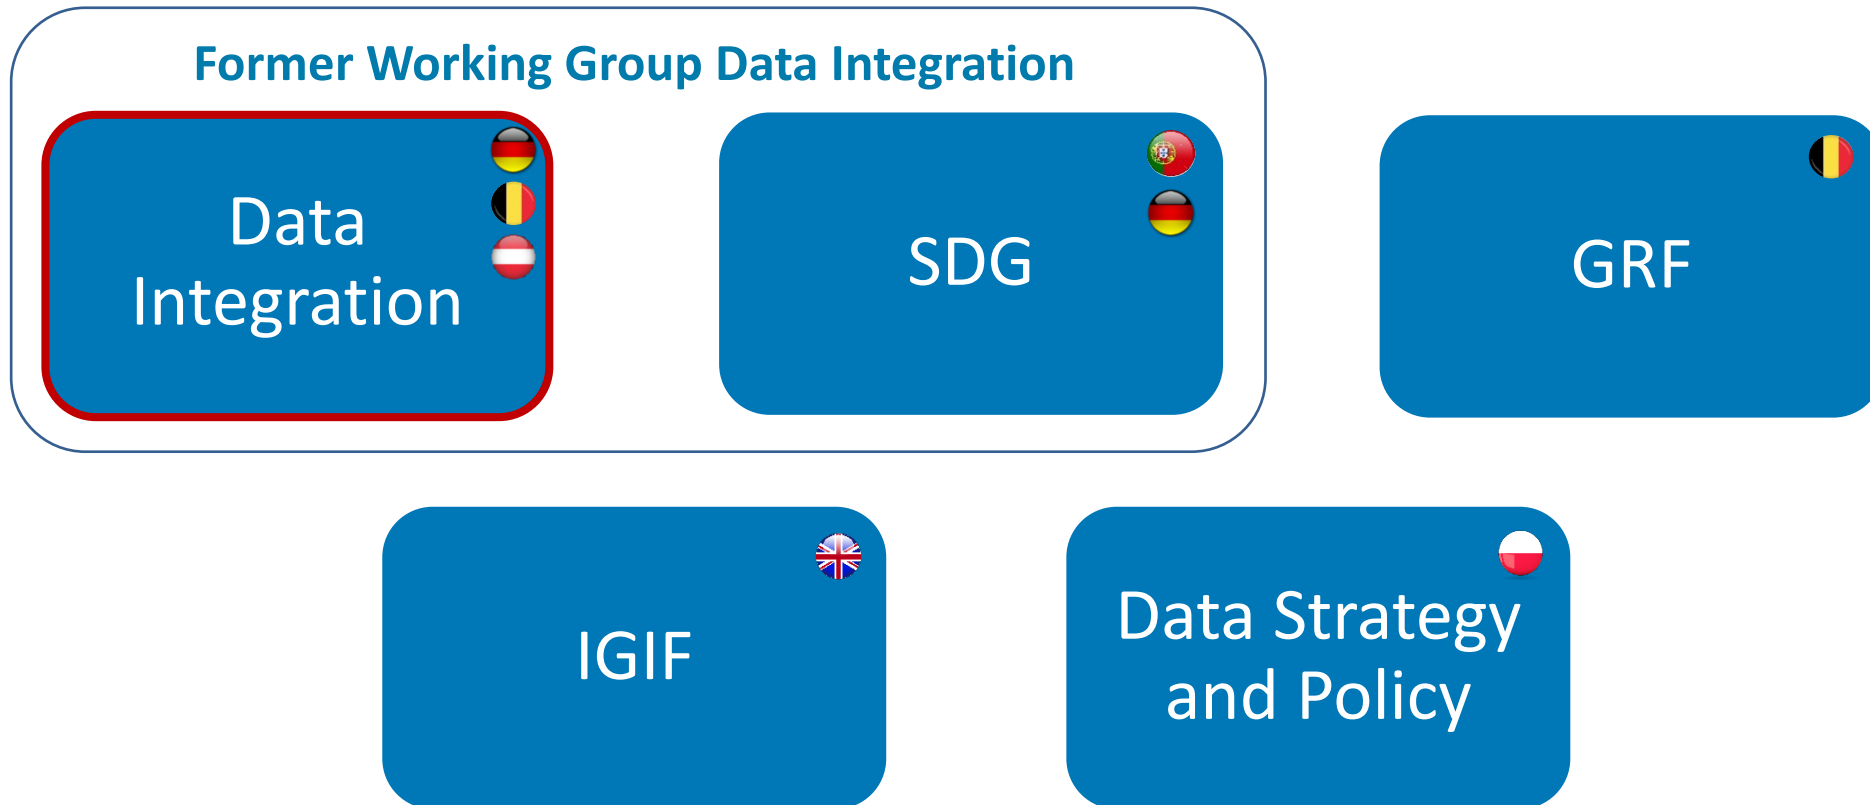 Former Working Group Data Integration
Data
Integration
SDG
GRF
IGIF
Data Strategy
and Policy